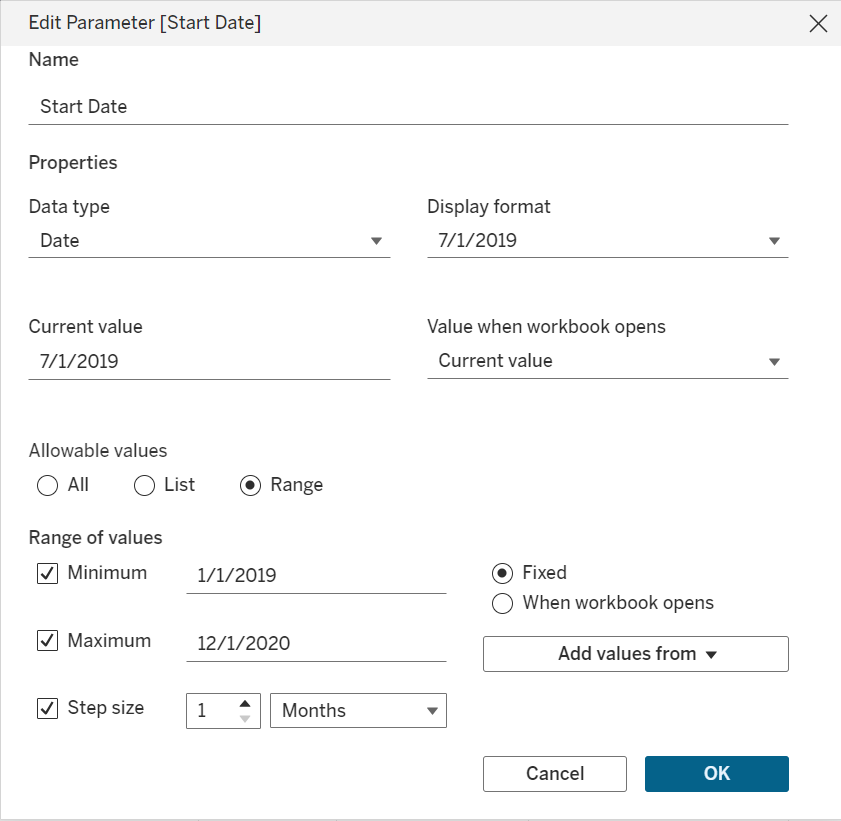 Edit Parameter [Start Date]
Name
Start Date
Properties
Data type
Display format
Date
7/1/2019
Current value
Value when workbook opens
7/1/2019
Current value
Allowable values
All
List
Range
Range of values
Minimum
1/1/2019
Fixed
When workbook opens
Maximum
12/1/2020
Add values from
Step size
1
Months
Cancel
OK